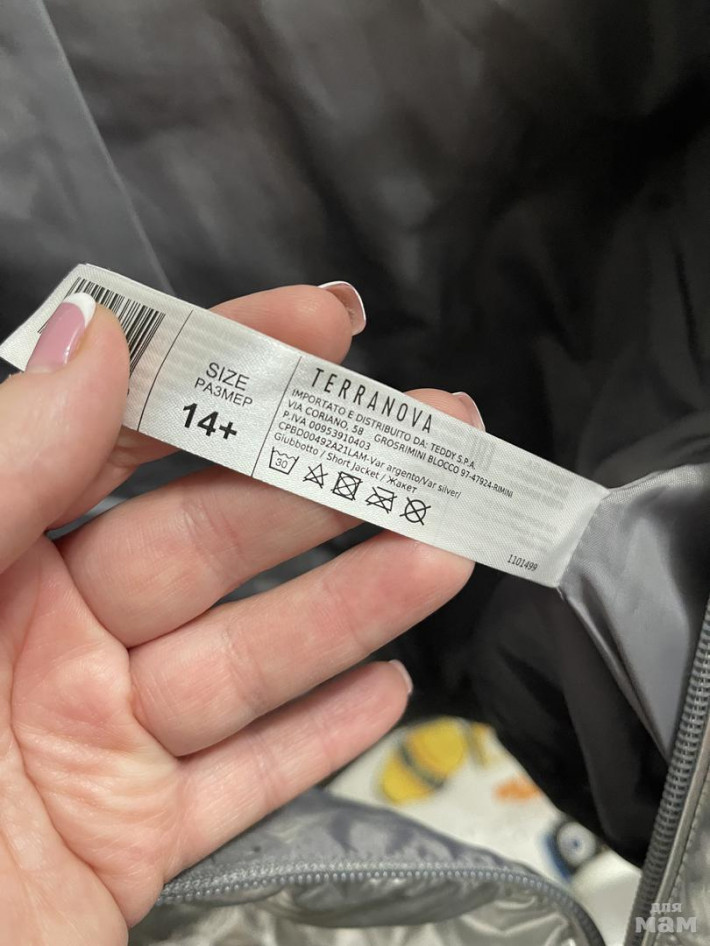 SIZE
РАЗМЕР
14+
TERRANOVA
IMPORTATO E DISTRIBUITO DA: TEDDY S.P.A.
VIA CORIANO, 58 GROSRIMINI BLOCCO 97-47924-RIMINI
P.IVA 00953910403
CPBD00492A21LAM-Var argento/Var silver/
Giubbotto / Short Jacket / Жакет
30
1101499
для
мам